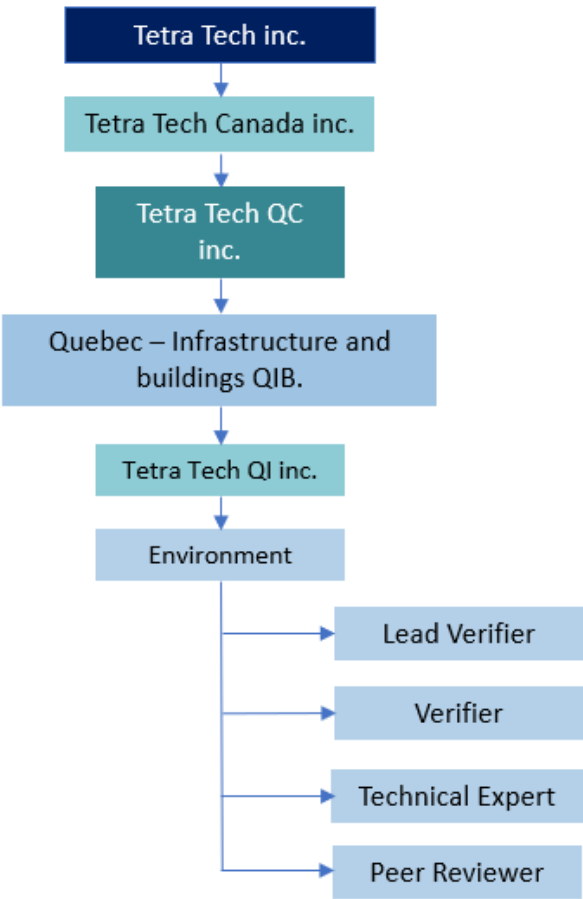 Tetra Tech inc.
Tetra Tech Canada inc.
Tetra Tech QC
inc.
Quebec – Infrastructure and
buildings QIB.
Tetra Tech QI inc.
Environment
Lead Verifier
Verifier
Technical Expert
Peer Reviewer